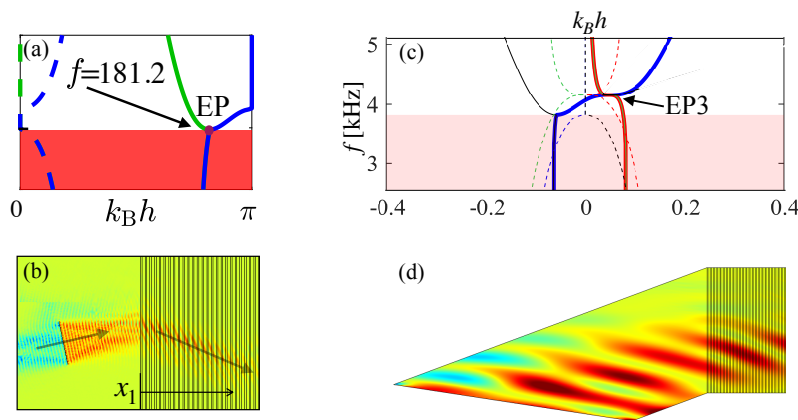 (a)
f=181.2
EP
0
k_B h
π
(b)
x_1
k_B h
(c)
5
4
3
f [kHz]
EP3
-0.4
-0.2
0
0.2
0.4
(d)